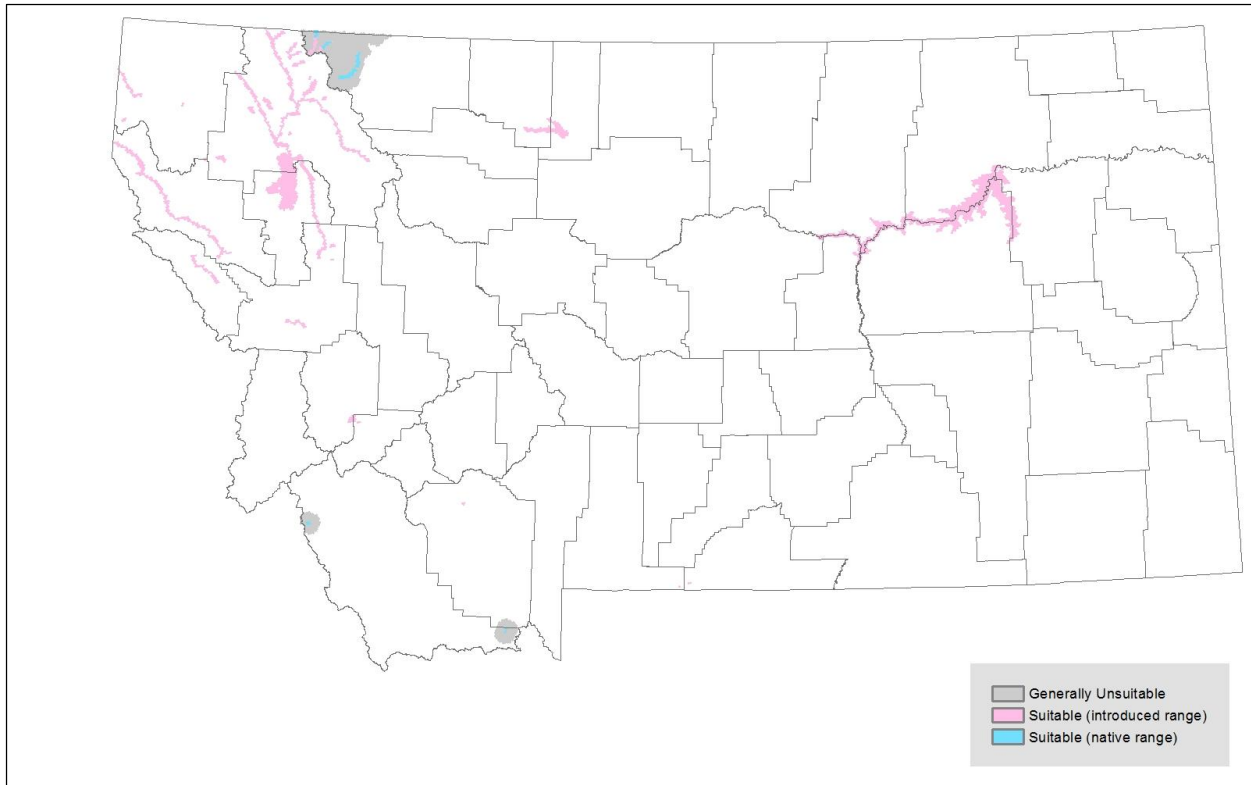 Generally Unsuitable
Suitable (introduced range)
Suitable (native range)